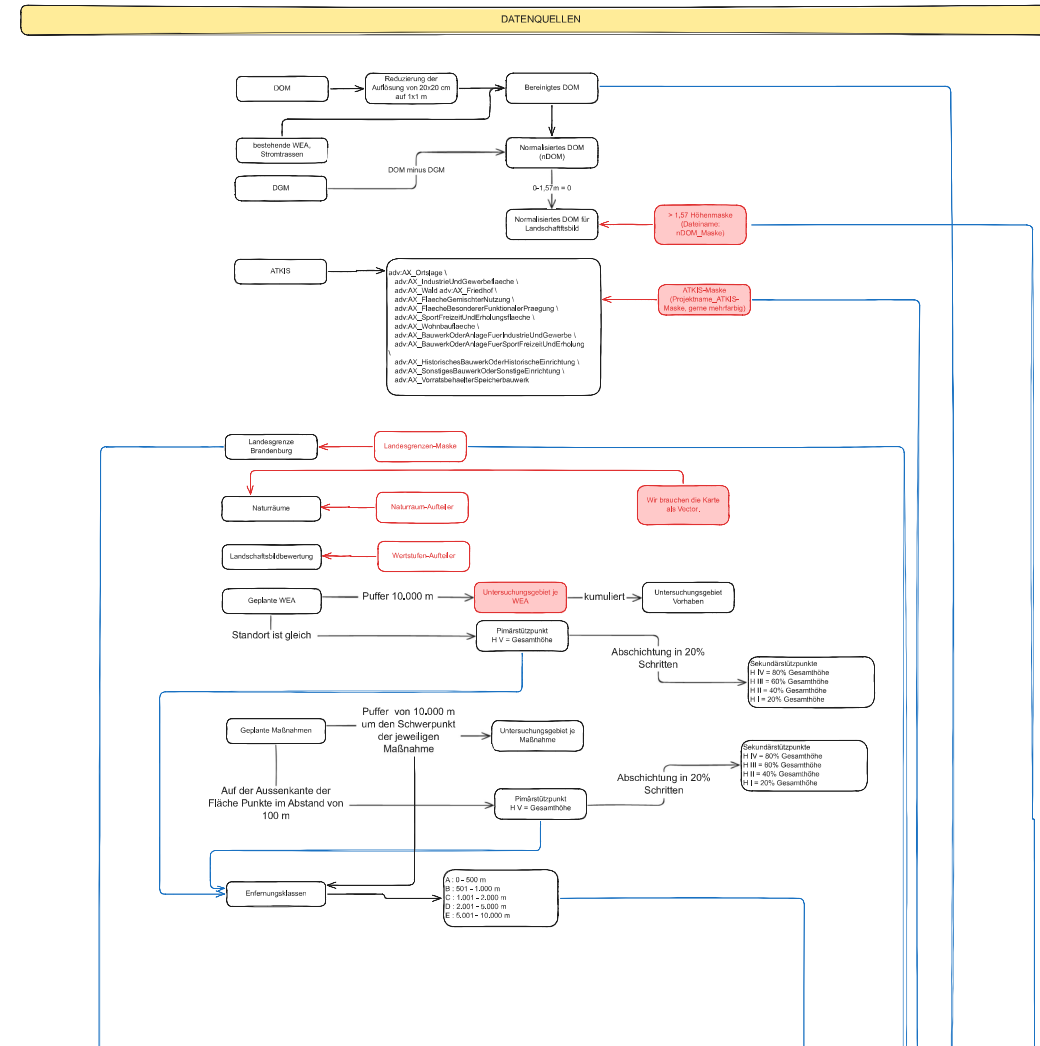 DATENQUELLEN
DOM
Reduzierung der
Auflösung von 20x20 cm
auf 1x1 m
Bereinigtes DOM
bestehende WEA,
Stromtrassen
Normalisiertes DOM
(nDOM)
DOM minus DGM
DGM
0-1,57m = 0
Normalisiertes DOM für
Landschaftftsbild
> 1,57 Höhenmaske
(Dateiname:
nDOM_Maske)
ATKIS
adv:AX_Ortslage \
adv:AX_IndustrieUndGewerbeflaeche \
adv:AX_Wald adv:AX_Friedhof \
adv:AX_FlaecheGemischterNutzung \
adv:AX_FlaecheBesondererFunktionalerPraegung \
adv:AX_SportFreizeitUndErholungsflaeche \
adv:AX_Wohnbauflaeche \
adv:AX_BauwerkOderAnlageFuerIndustrieUndGewerbe \
adv:AX_BauwerkOderAnlageFuerSportFreizeitUndErholung
\
adv:AX_HistorischesBauwerkOderHistorischeEinrichtung \
adv:AX_SonstigesBauwerkOderSonstigeEinrichtung \
adv:AX_VorratsbehaelterSpeicherbauwerk
ATKIS-Maske
(Projektname_ATKIS-
Maske, gerne mehrfarbig)
Landesgrenze
Brandenburg
Landesgrenzen-Maske
Naturräume
Naturraum-Aufteiler
Wir brauchen die Karte
als Vector.
Landschaftsbildbewertung
Wertstufen-Aufteiler
Geplante WEA
Puffer 10.000 m
Untersuchungsgebiet je
WEA
kumuliert
Untersuchungsgebiet
Vorhaben
Standort ist gleich
Pimärstützpunkt
H V = Gesamthöhe
Abschichtung in 20%
Schritten
Sekundärstützpunkte
H IV = 80% Gesamthöhe
H III = 60% Gesamthöhe
H II = 40% Gesamthöhe
H I = 20% Gesamthöhe
Geplante Maßnahmen
Puffer von 10.000 m
um den Schwerpunkt
der jeweiligen
Maßnahme
Untersuchungsgebiet je
Maßnahme
Sekundärstützpunkte
H IV = 80% Gesamthöhe
H III = 60% Gesamthöhe
H II = 40% Gesamthöhe
H I = 20% Gesamthöhe
Auf der Aussenkante der
Fläche Punkte im Abstand von
100 m
Pimärstützpunkt
H V = Gesamthöhe
Abschichtung in 20%
Schritten
Enfernungsklassen
A : 0 - 500 m
B : 501 - 1.000 m
C : 1.001 - 2.000 m
D : 2.001 - 5.000 m
E : 5.001 - 10.000 m